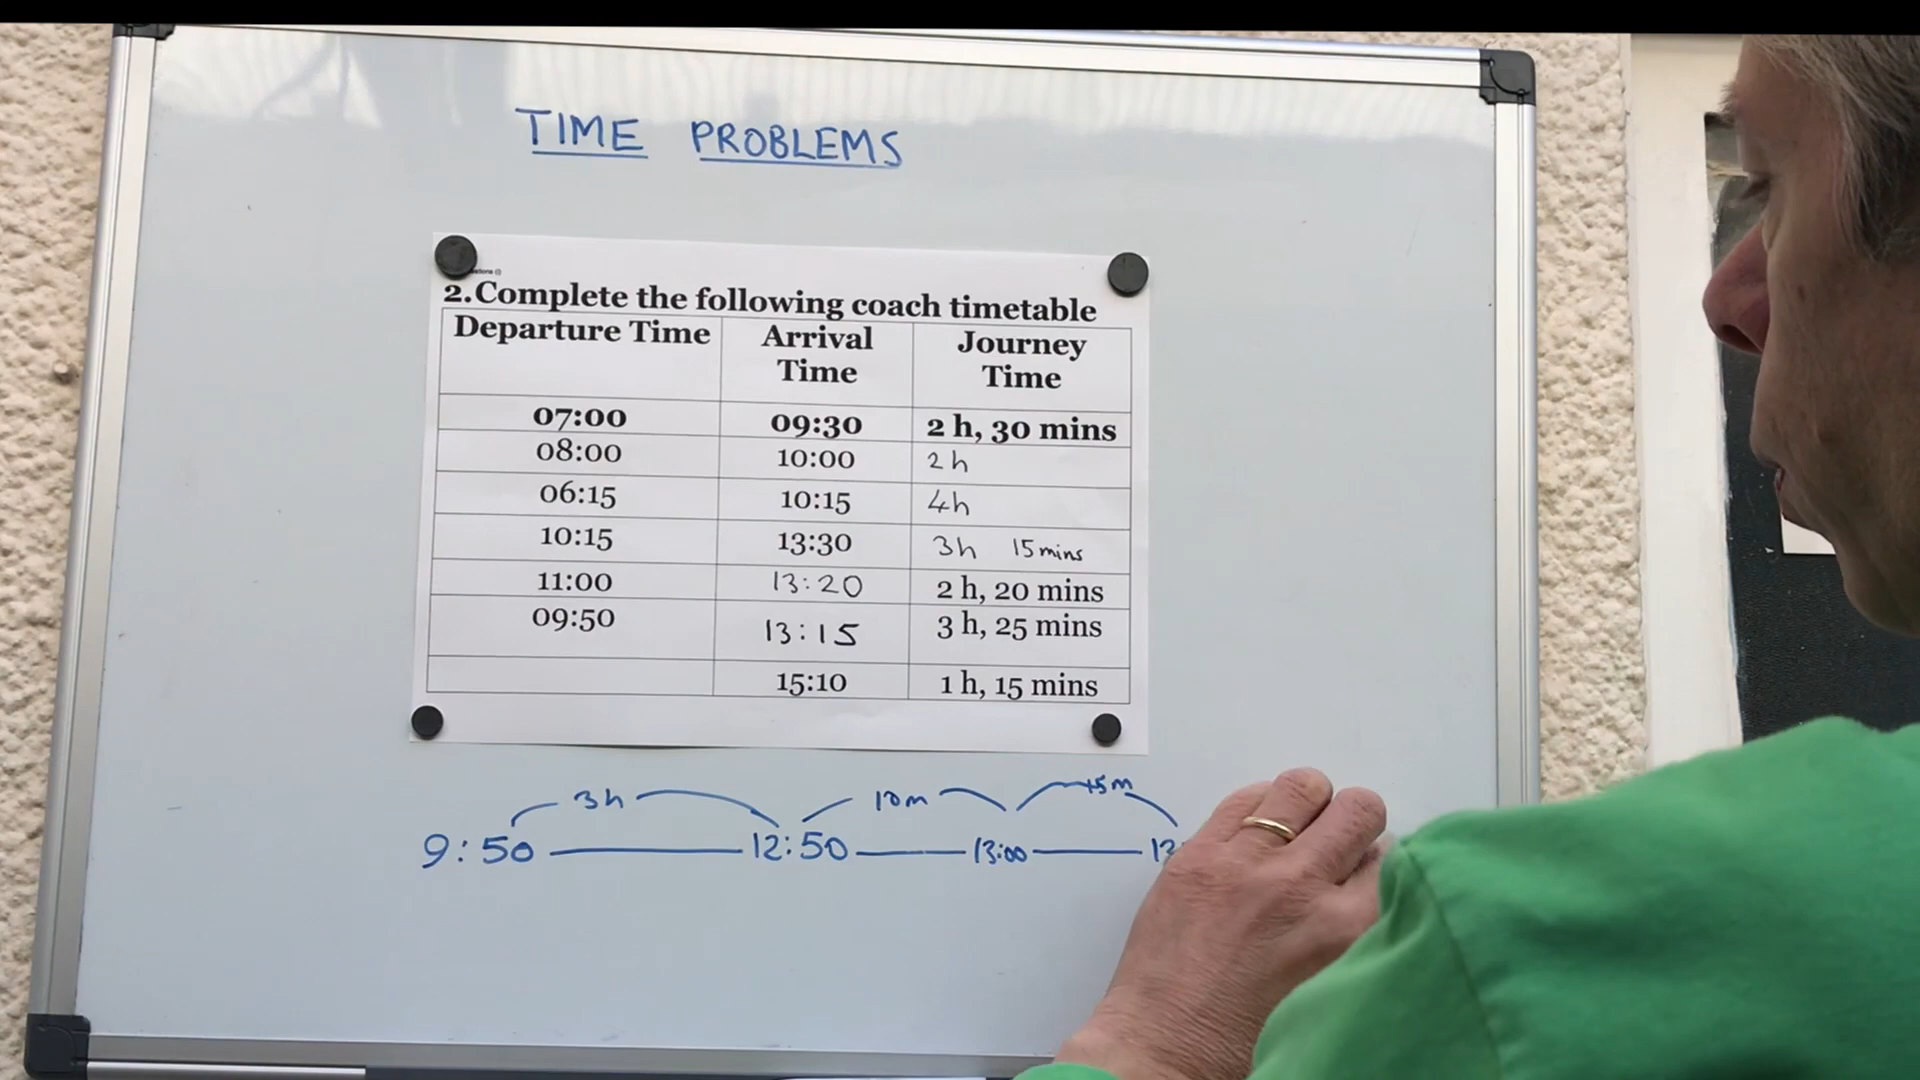 TIME PROBLEMS
2.Complete the following coach timetable
Departure Time Arrival Time Journey Time
07:00 09:30 2 h, 30 mins
08:00 10:00 2h
06:15 10:15 4h
10:15 13:30 3h 15mins
11:00 13:20 2 h, 20 mins
09:50 13:15 3 h, 25 mins
15:10 1 h, 15 mins
3h 10m 15m
9:50 12:50 13:00